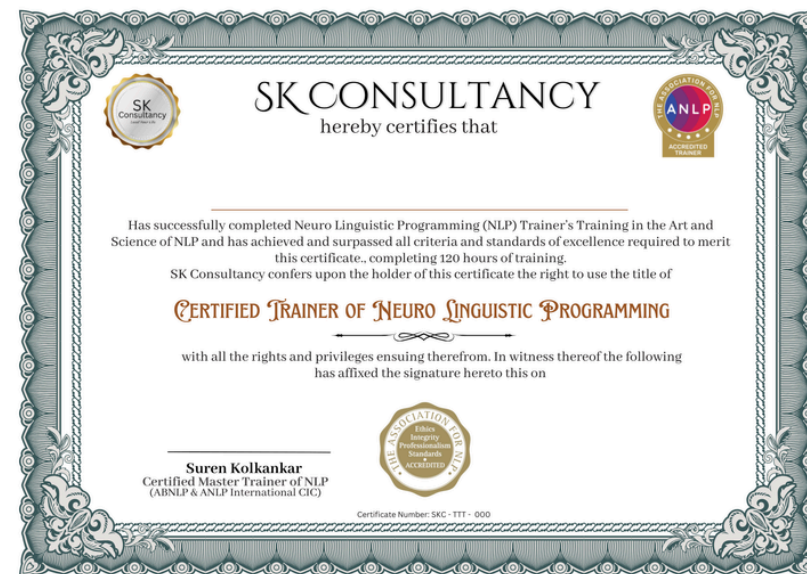 SK CONSULTANCY
hereby certifies that
SK
Consultancy
THE ASSOCIATION FOR NLP
ANLP
ACCREDITED
TRAINER
Has successfully completed Neuro Linguistic Programming (NLP) Trainer's Training in the Art and
Science of NLP and has achieved and surpassed all criteria and standards of excellence required to merit
this certificate., completing 120 hours of training.
SK Consultancy confers upon the holder of this certificate the right to use the title of
CERTIFIED TRAINER OF NEURO LINGUISTIC PROGRAMMING
with all the rights and privileges ensuing therefrom. In witness thereof the following
has affixed the signature hereto this on
Suren Kolkankar
Certified Master Trainer of NLP
(ABNLP & ANLP International CIC)
THE ASSOCIATION FOR NLP
Ethics
Integrity
Professionalism
Standards
ACCREDITED
Certificate Number: SKC - TTT - 000